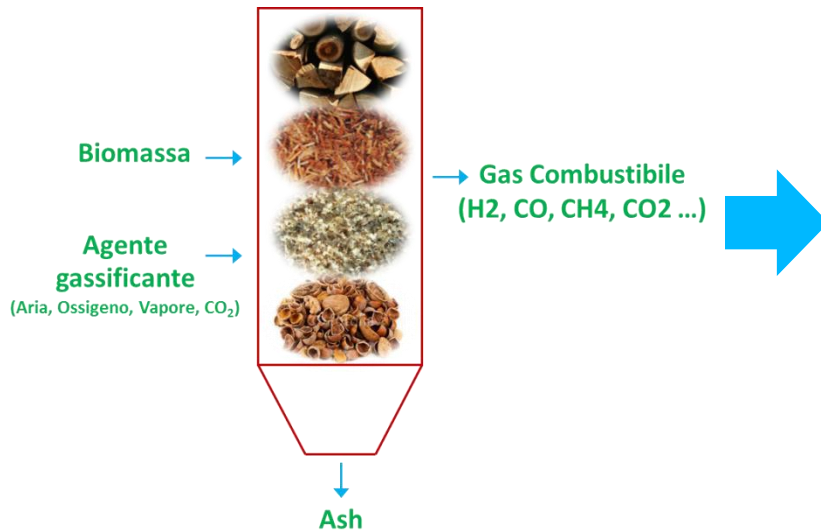 Biomassa
Agente
gassificante
(Aria, Ossigeno, Vapore, CO₂)
Gas Combustibile
(H2, CO, CH4, CO2 ...)
Ash